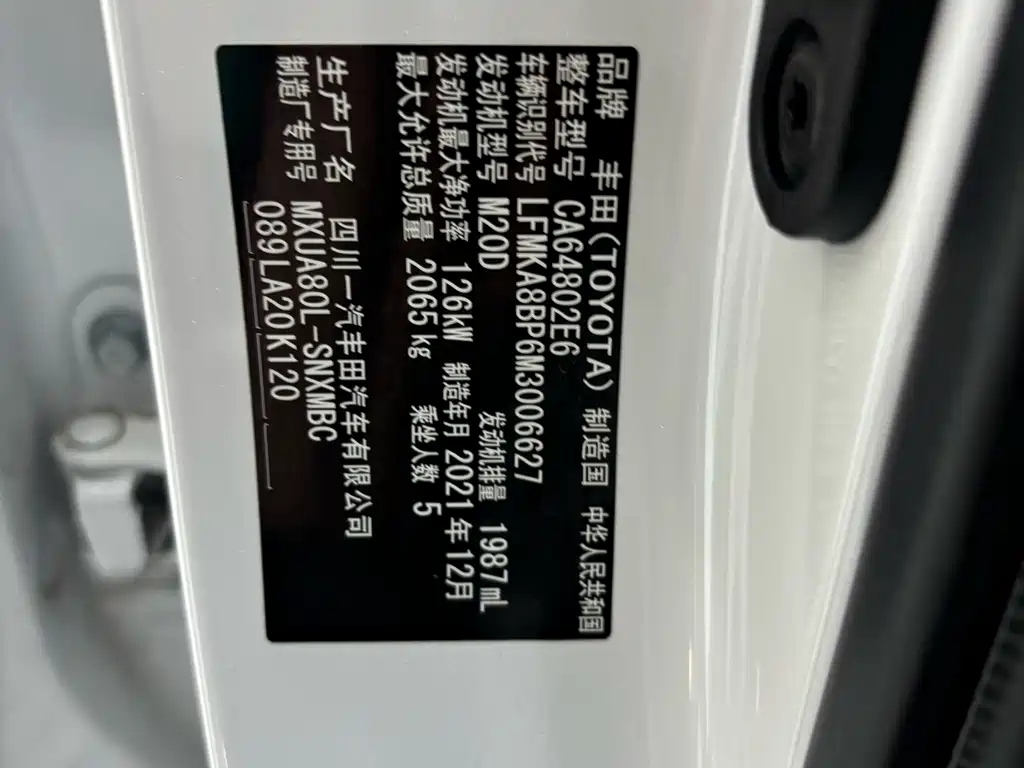 品牌 丰田(TOYOTA) 制造国 中华人民共和国
整车型号 CA64802E6
车辆识别代号 LFMKA8BP6M3006627
发动机型号 M20D 发动机排量 1987mL
发动机最大净功率 126kW 制造年月 2021年12月
最大允许总质量 2065kg 乘坐人数 5
生产厂名 四川一汽丰田汽车有限公司
制造厂专用号 MXUA80L-SNXMBC
089LA20K120